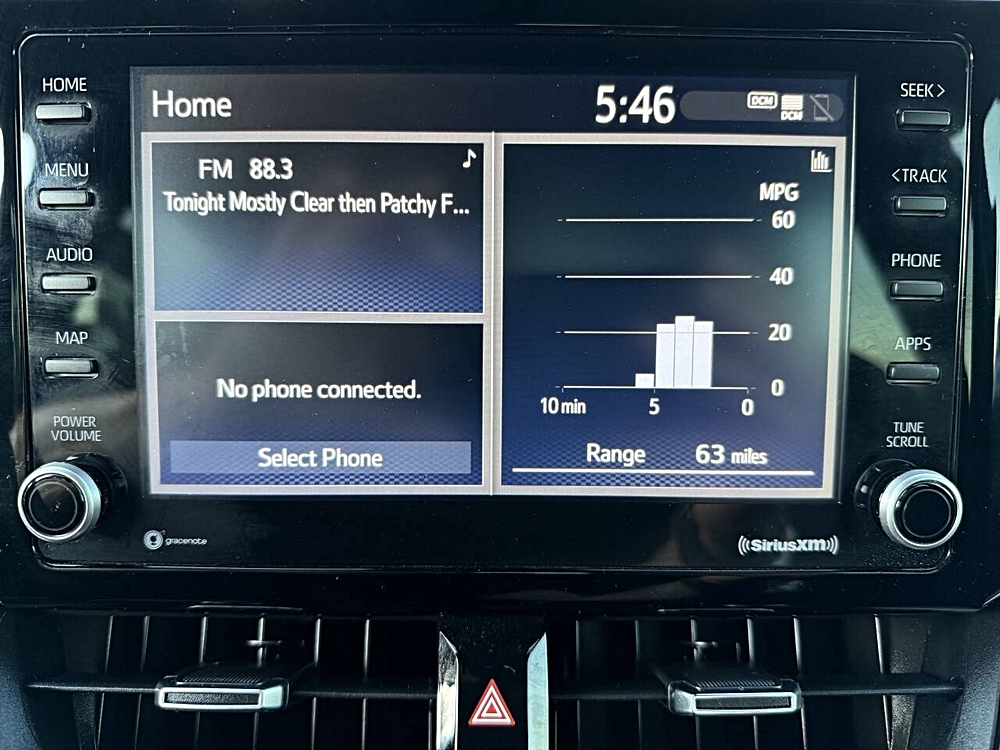 HOME
MENU
AUDIO
MAP
POWER
VOLUME
Home
5:46
DCM
DCM
FM 88.3
Tonight Mostly Clear then Patchy F...
No phone connected.
Select Phone
MPG
60
40
20
0
10 min 5 0
Range 63 miles
SEEK >
< TRACK
PHONE
APPS
TUNE
SCROLL
gracenote
((SiriusXM))